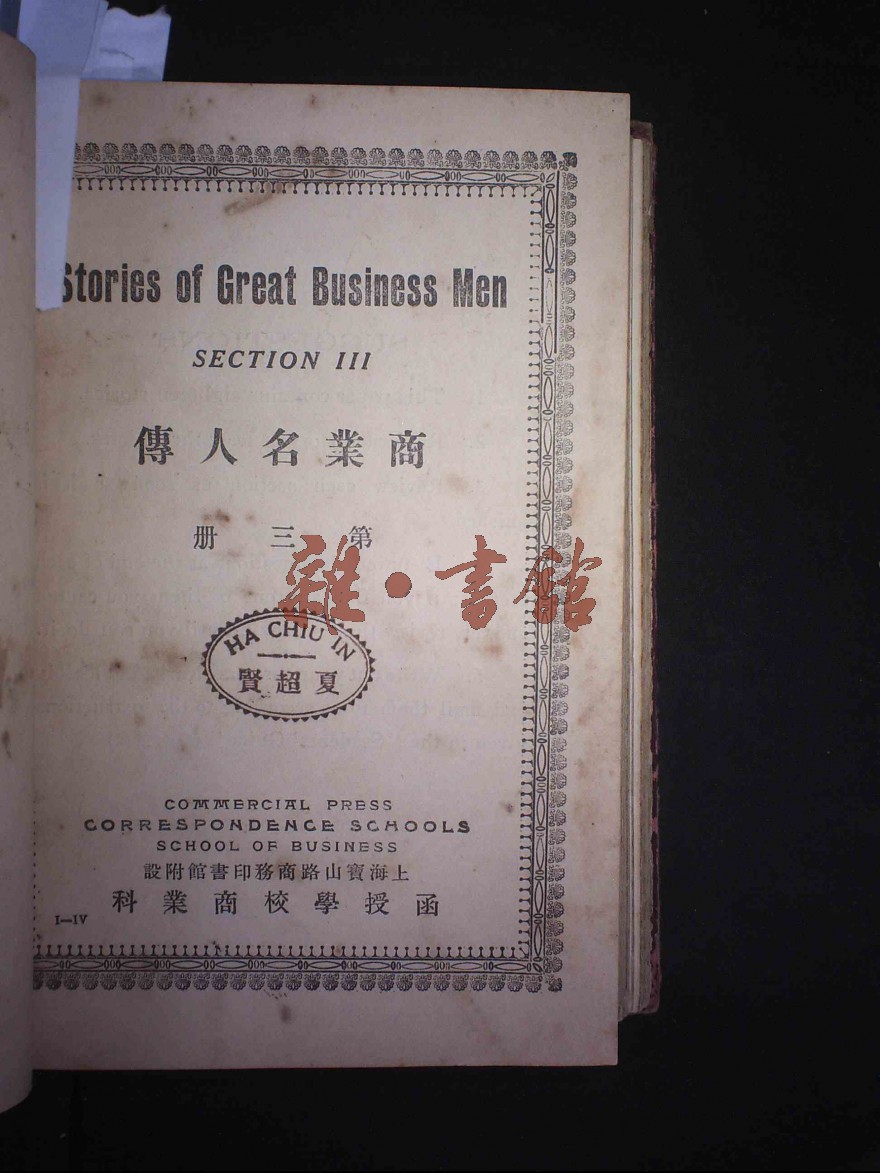 Stories of Great Business Men
SECTION III
傳人名業商
册三第
雜·書館
HA CHIU IN
賢超夏
COMMERCIAL PRESS
CORRESPONDENCE SCHOOLS
SCHOOL OF BUSINESS
設附館書印務商路山寶海上
科業商校學授函
I—IV